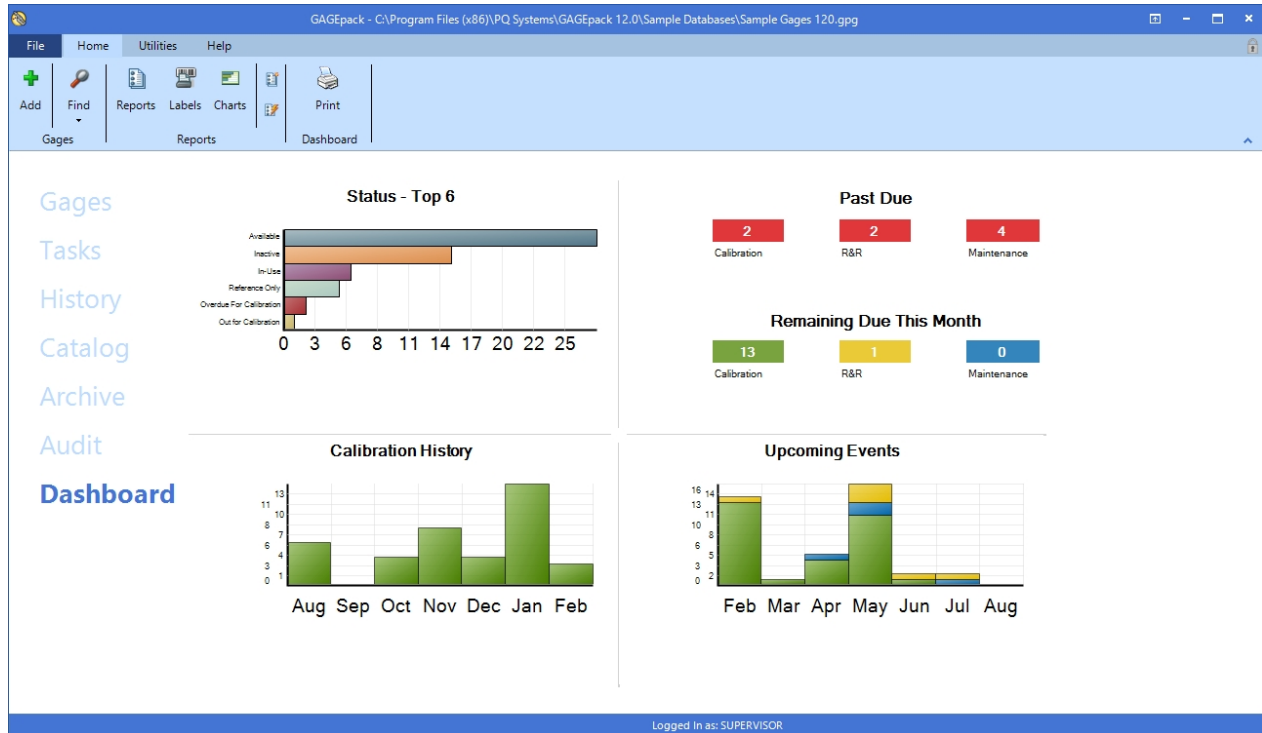 GAGEpack - C:\Program Files (x86)\PQ Systems\GAGEpack 12.0\Sample Databases\Sample Gages 120.gpg
File Home Utilities Help
Add Find Reports Labels Charts Print
Gages Reports Dashboard
Gages
Tasks
History
Catalog
Archive
Audit
Dashboard
Status - Top 6
Available
Inactive
In-Use
Reference Only
Overdue For Calibration
Out for Calibration
0 3 6 8 11 14 17 20 22 25
Past Due
2 2 4
Calibration R&R Maintenance
Remaining Due This Month
13 1 0
Calibration R&R Maintenance
Calibration History
13
11
10
8
7
6
4
3
1
0
Aug Sep Oct Nov Dec Jan Feb
Upcoming Events
16
14
13
11
10
8
6
5
3
2
0
Feb Mar Apr May Jun Jul Aug
Logged In as: SUPERVISOR